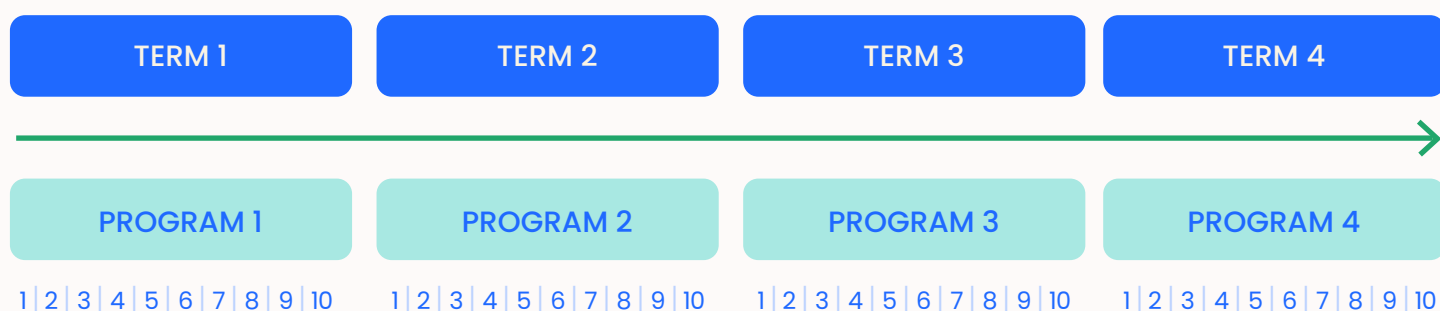 TERM 1 TERM 2 TERM 3 TERM 4
PROGRAM 1 PROGRAM 2 PROGRAM 3 PROGRAM 4
1 | 2 | 3 | 4 | 5 | 6 | 7 | 8 | 9 | 10 1 | 2 | 3 | 4 | 5 | 6 | 7 | 8 | 9 | 10 1 | 2 | 3 | 4 | 5 | 6 | 7 | 8 | 9 | 10 1 | 2 | 3 | 4 | 5 | 6 | 7 | 8 | 9 | 10